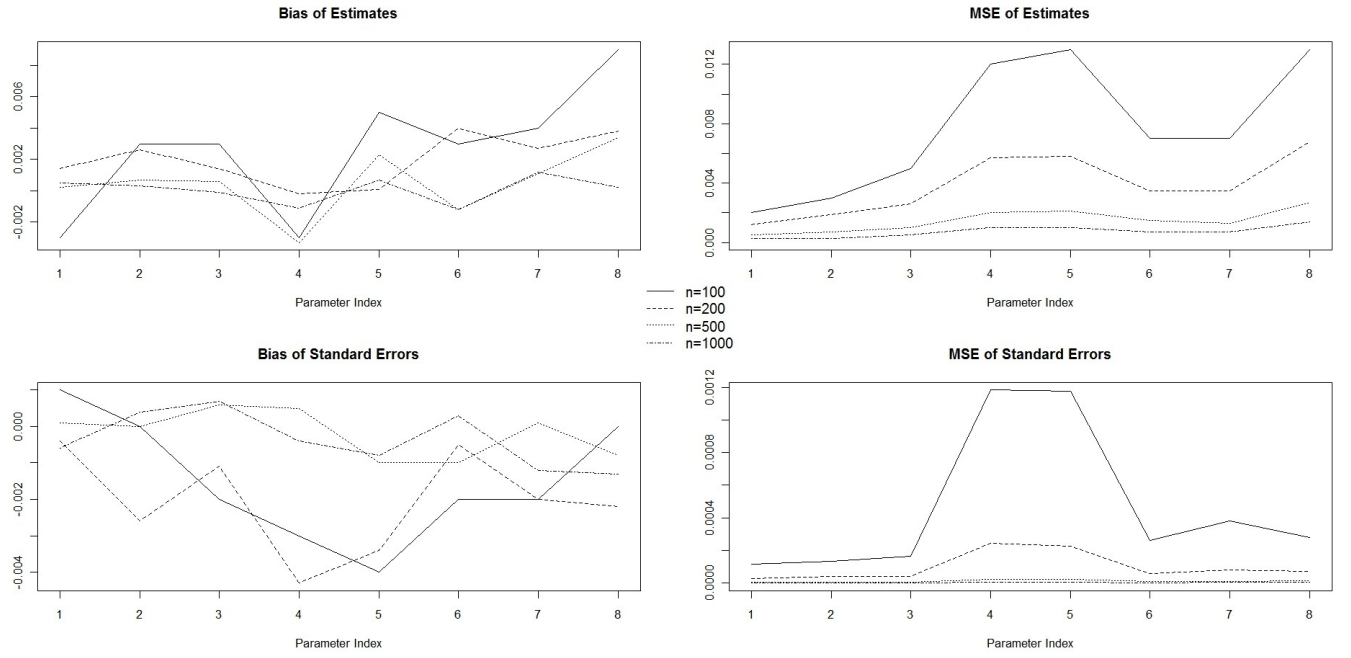 Bias of Estimates
0.006
0.002
-0.002
1 2 3 4 5 6 7 8
Parameter Index
MSE of Estimates
0.012
0.008
0.004
0.000
1 2 3 4 5 6 7 8
Parameter Index
n=100
n=200
n=500
n=1000
Bias of Standard Errors
0.000
-0.002
-0.004
1 2 3 4 5 6 7 8
Parameter Index
MSE of Standard Errors
0.0012
0.0008
0.0004
0.0000
1 2 3 4 5 6 7 8
Parameter Index